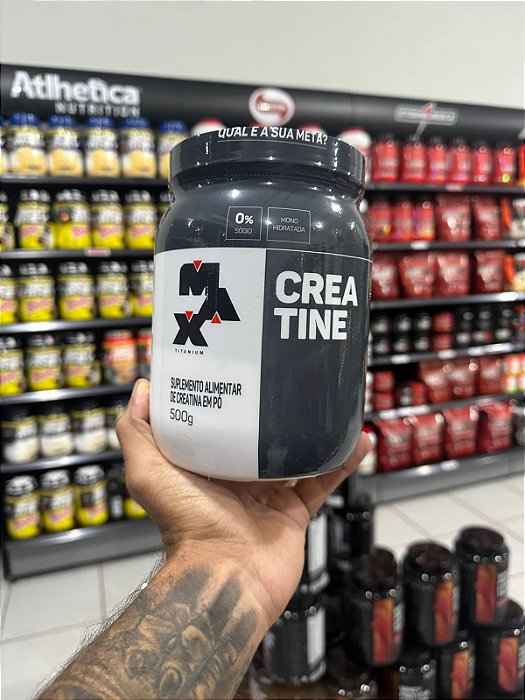 Atlhetica
NUTRITION
QUAL É A SUA META?
0%
SÓDIO
MONO
HIDRATADA
MAX
TITANIUM
CREA
TINE
SUPLEMENTO ALIMENTAR
DE CREATINA EM PÓ
500g